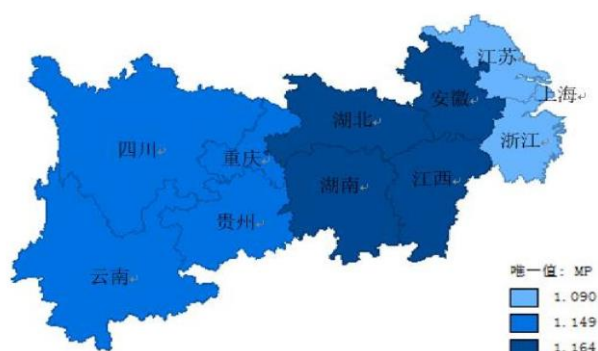 江苏
上海
安徽
浙江
湖北
四川
重庆
湖南
江西
贵州
云南
唯一值: MP
1.090
1.149
1.164